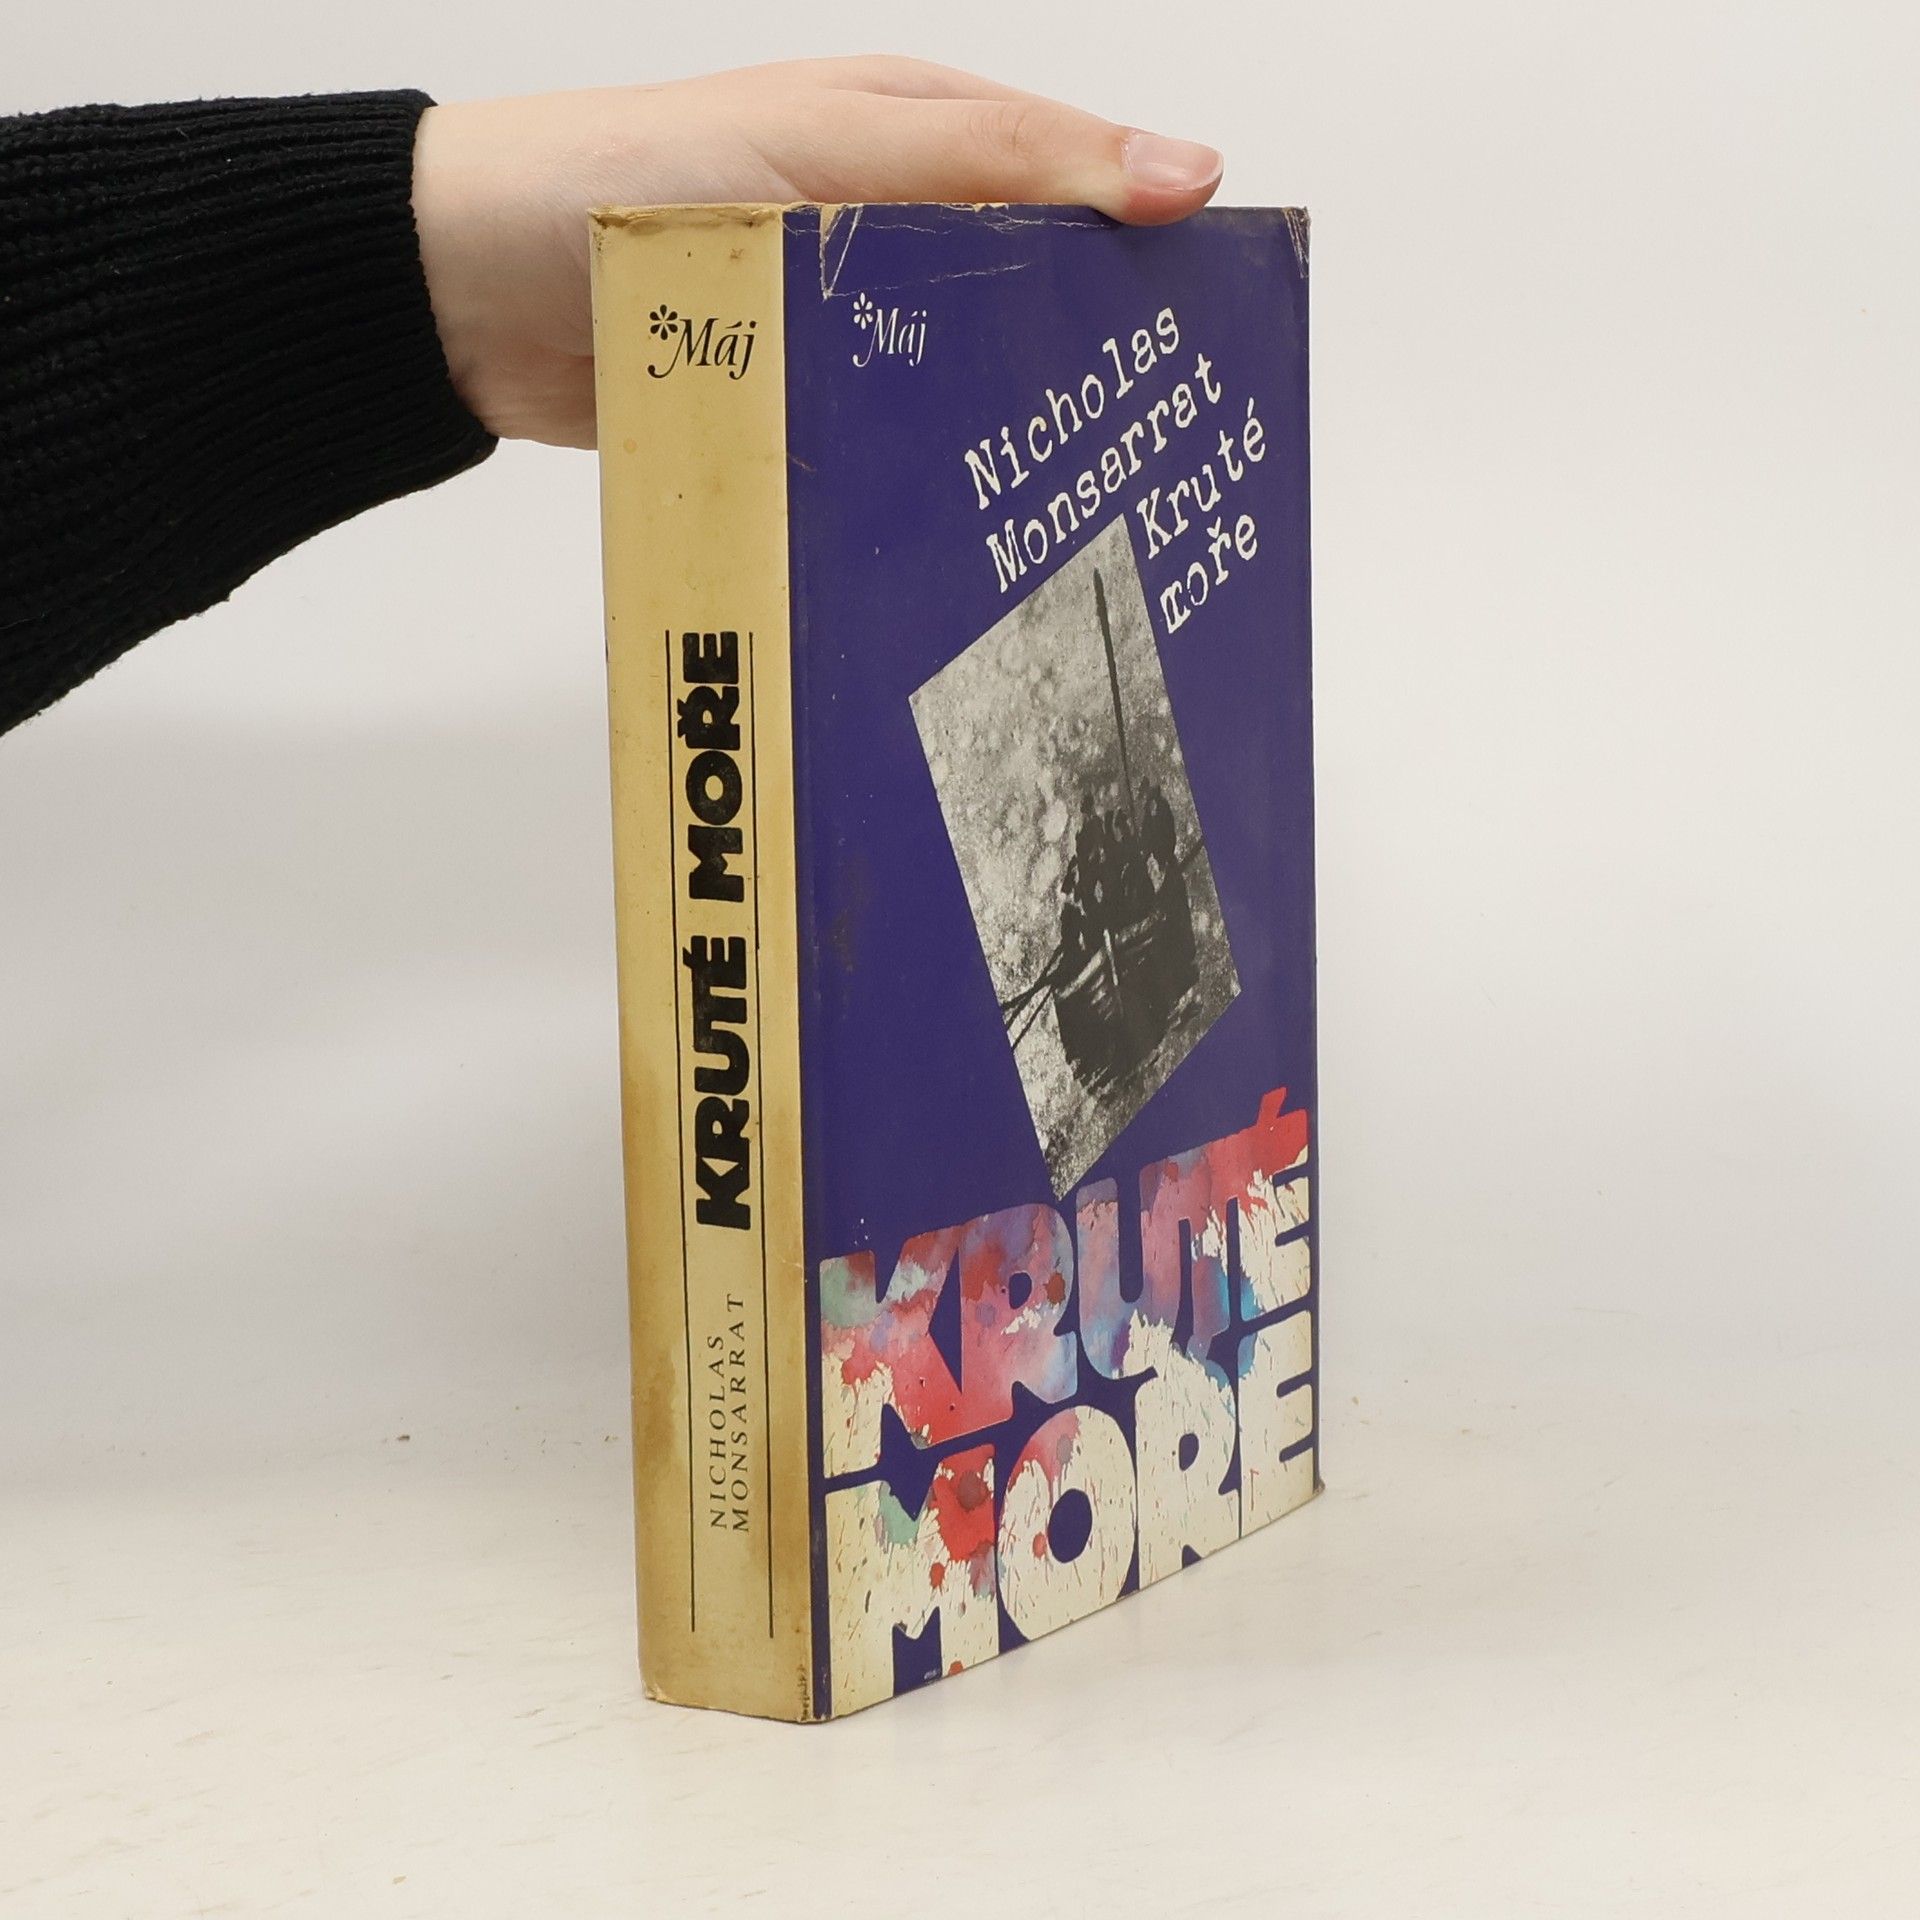 *Máj
KRUTÉ MOŘE
NICHOLAS
MONSARRAT
*Máj
Nicholas
Monsarrat
Kruté
moře
KRUTÉ
MOŘE